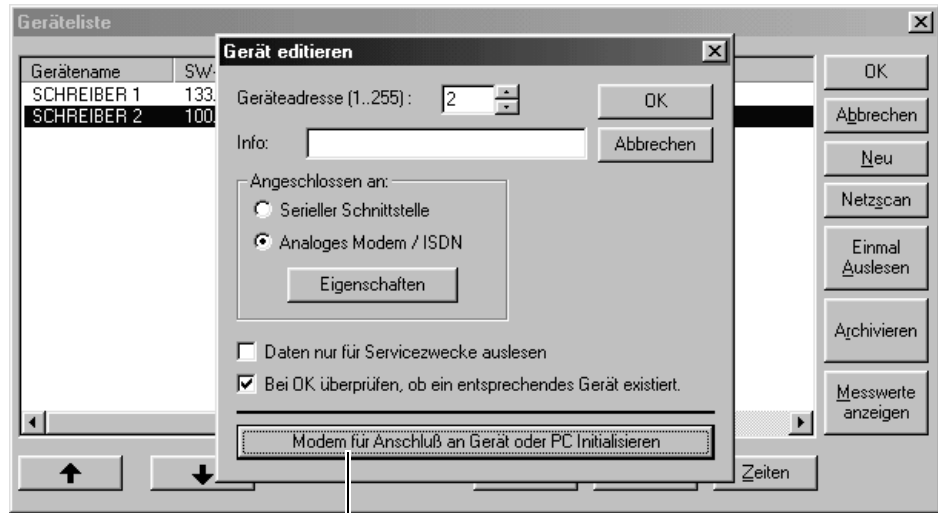 Geräteliste
Gerätename SW-
SCHREIBER 1 133.
SCHREIBER 2 100.
Gerät editieren
Geräteadresse (1..255) : 2
Info:
OK
Abbrechen
Angeschlossen an:
Serieller Schnittstelle
Analoges Modem / ISDN
Eigenschaften
Daten nur für Servicezwecke auslesen
Bei OK überprüfen, ob ein entsprechendes Gerät existiert.
Modem für Anschluß an Gerät oder PC Initialisieren
OK
Abbrechen
Neu
Netzscan
Einmal
Auslesen
Archivieren
Messwerte
anzeigen
Zeiten